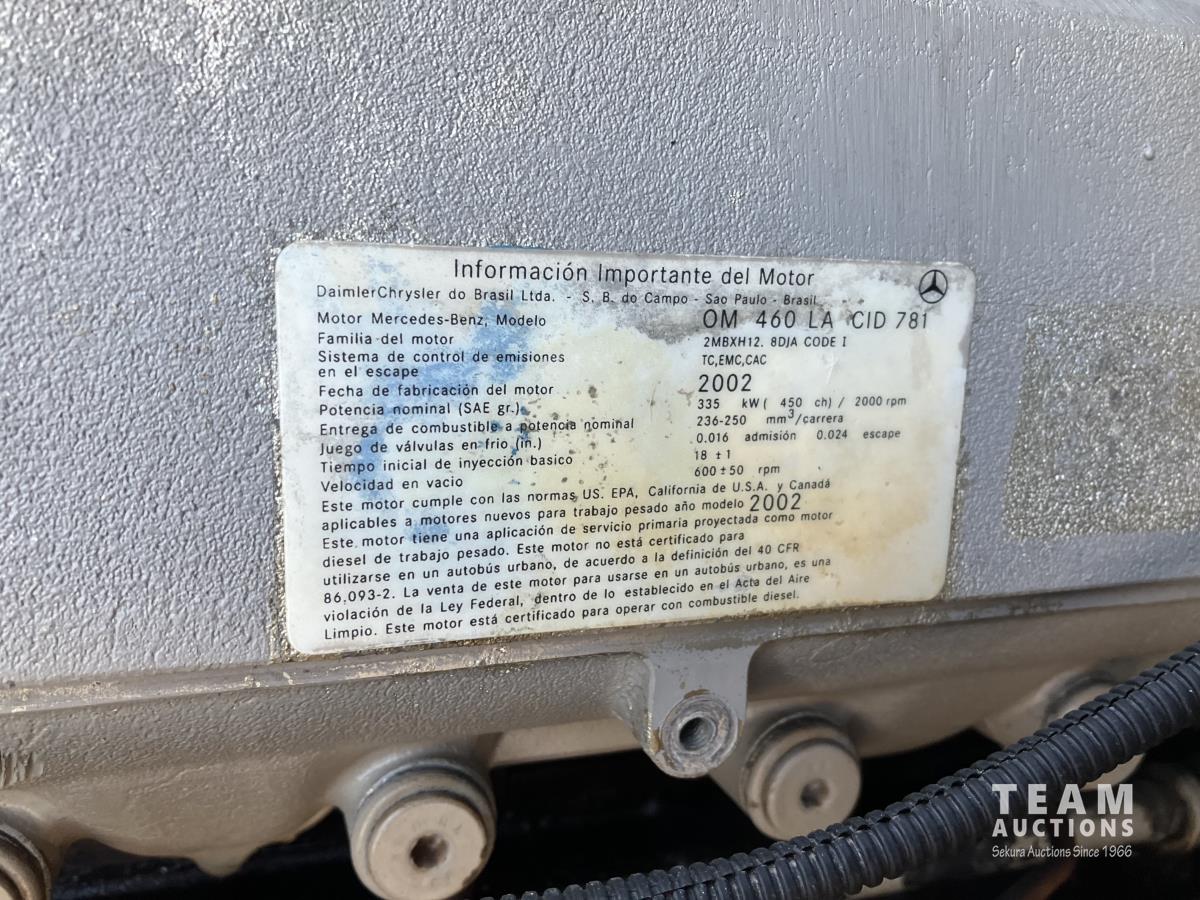 Información Importante del Motor
DaimlerChrysler do Brasil Ltda. - S. B. do Campo - Sao Paulo - Brasil
Motor Mercedes-Benz, Modelo OM 460 LA CID 781
Familia del motor 2MBXH12. 8DJA CODE I
Sistema de control de emisiones
en el escape TC,EMC,CAC
Fecha de fabricación del motor 2002
Potencia nominal (SAE gr.) 335 kW ( 450 ch) / 2000 rpm
Entrega de combustible a potencia nominal 236-250 mm³/carrera
Juego de válvulas en frio (in.) 0.016 admisión 0.024 escape
Tiempo inicial de inyección basico 18 ± 1
Velocidad en vacio 600 ± 50 rpm
Este motor cumple con las normas US. EPA, California de U.S.A. y Canadá
aplicables a motores nuevos para trabajo pesado año modelo 2002
Este motor tiene una aplicación de servicio primaria proyectada como motor
diesel de trabajo pesado. Este motor no está certificado para
utilizarse en un autobús urbano, de acuerdo a la definición del 40 CFR
86,093-2. La venta de este motor para usarse en un autobús urbano, es una
violación de la Ley Federal, dentro de lo establecido en el Acta del Aire
Limpio. Este motor está certificado para operar con combustible diesel.
TEAM
AUCTIONS
Sekura Auctions Since 1966